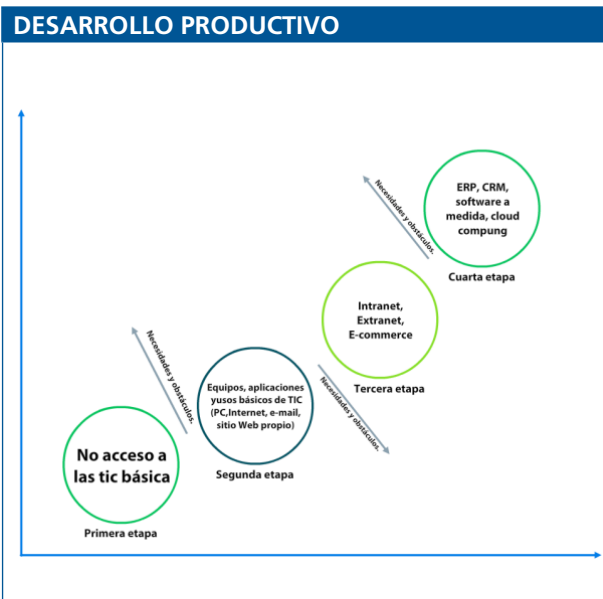 DESARROLLO PRODUCTIVO
ERP, CRM,
software a
medida, cloud
compung
Cuarta etapa
Necesidades y obstáculos.
Intranet,
Extranet,
E-commerce
Tercera etapa
Necesidades y obstáculos.
Equipos, aplicaciones
yusos básicos de TIC
(PC,Internet, e-mail,
sitio Web propio)
Segunda etapa
Necesidades y obstáculos.
No acceso a
las tic básica
Primera etapa